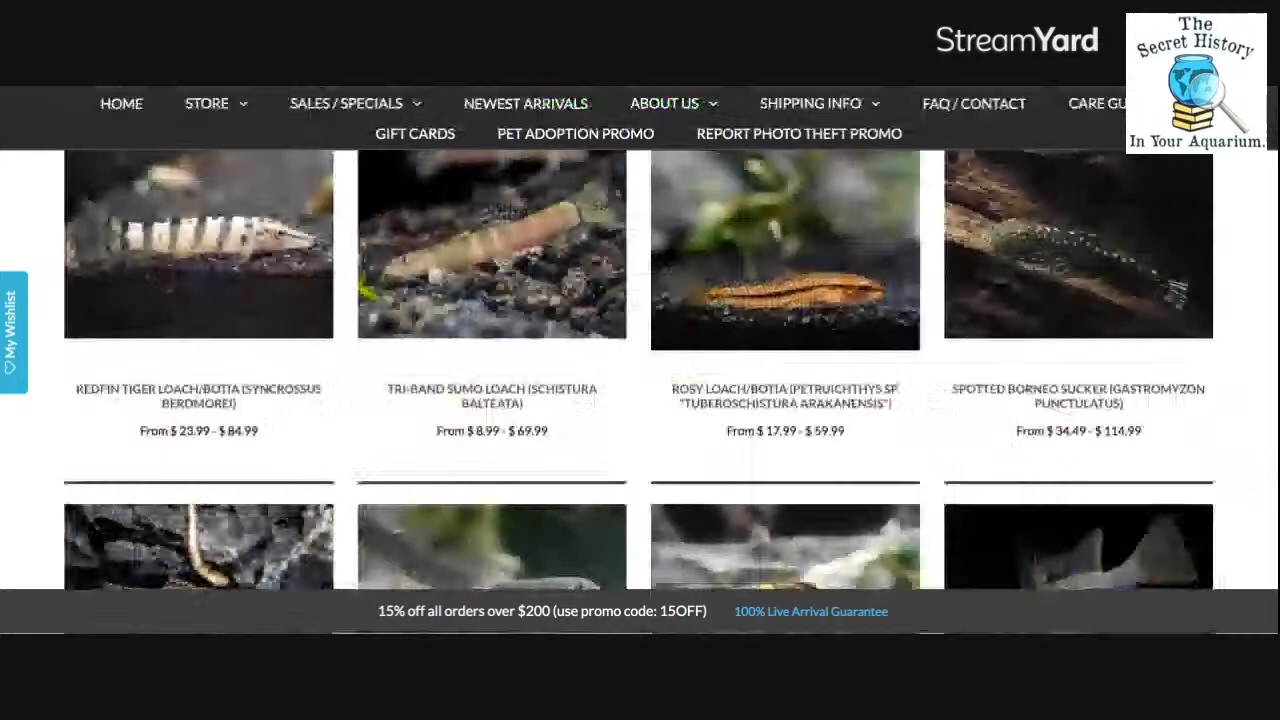 StreamYard
The
Secret History
In Your Aquarium.
HOME STORE SALES / SPECIALS NEWEST ARRIVALS ABOUT US SHIPPING INFO FAQ / CONTACT CARE GU
GIFT CARDS PET ADOPTION PROMO REPORT PHOTO THEFT PROMO
My Wishlist
REDFIN TIGER LOACH/BOTIA (SYNCROSSUS
BERDMOREI)
From $ 23.99 - $ 84.99
TRI-BAND SUMO LOACH (SCHISTURA
BALTEATA)
From $ 8.99 - $ 69.99
ROSY LOACH/BOTIA (PETRUICHTHYS SP.
"TUBEROSCHISTURA ARAKANENSIS")
From $ 17.99 - $ 59.99
SPOTTED BORNEO SUCKER (GASTROMYZON
PUNCTULATUS)
From $ 34.49 - $ 114.99
15% off all orders over $200 (use promo code: 15OFF) 100% Live Arrival Guarantee